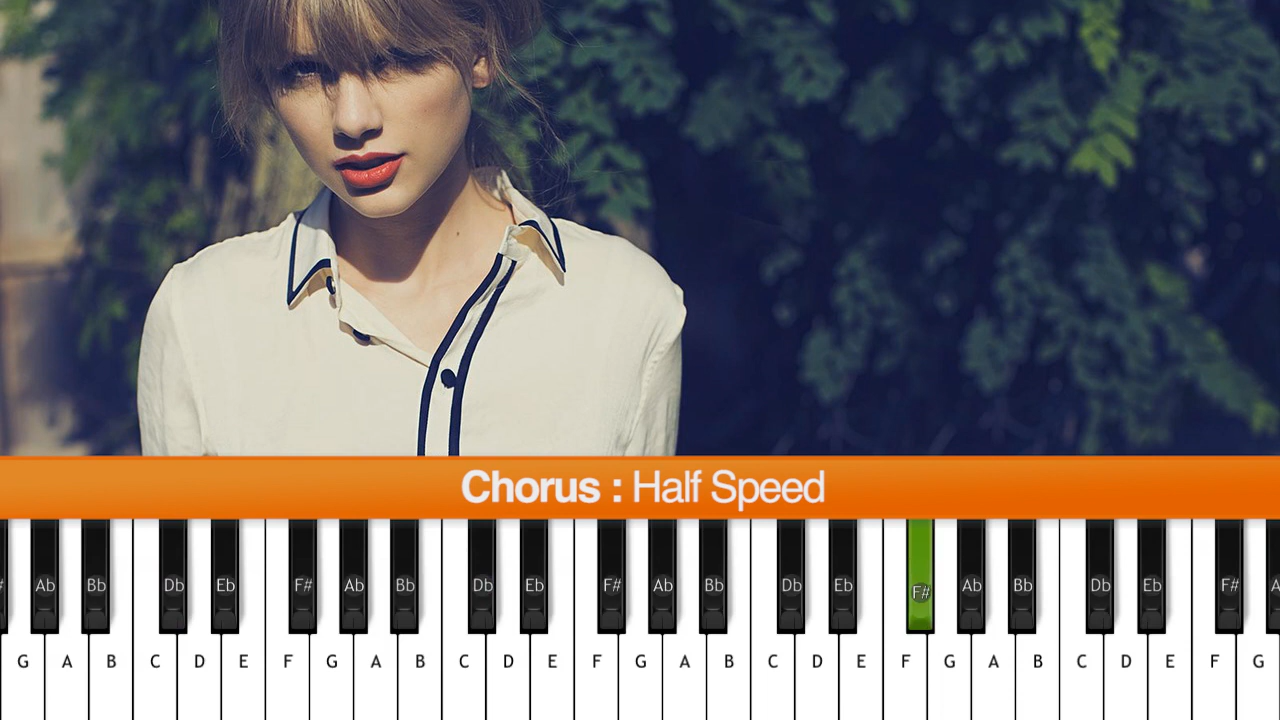 Chorus : Half Speed
# Ab Bb Db Eb F# Ab Bb Db Eb F# Ab Bb Db Eb F# Ab Bb Db Eb F# A
G A B C D E F G A B C D E F G A B C D E F G A B C D E F G